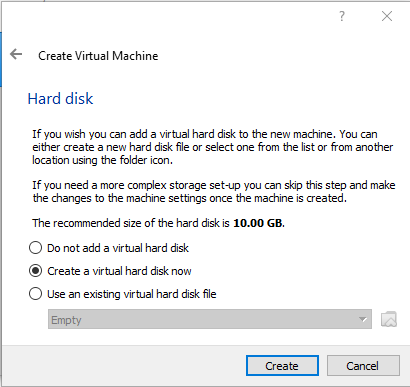 ?
Create Virtual Machine
Hard disk
If you wish you can add a virtual hard disk to the new machine. You can
either create a new hard disk file or select one from the list or from another
location using the folder icon.
If you need a more complex storage set-up you can skip this step and make
the changes to the machine settings once the machine is created.
The recommended size of the hard disk is 10.00 GB.
Do not add a virtual hard disk
Create a virtual hard disk now
Use an existing virtual hard disk file
Empty
Create Cancel